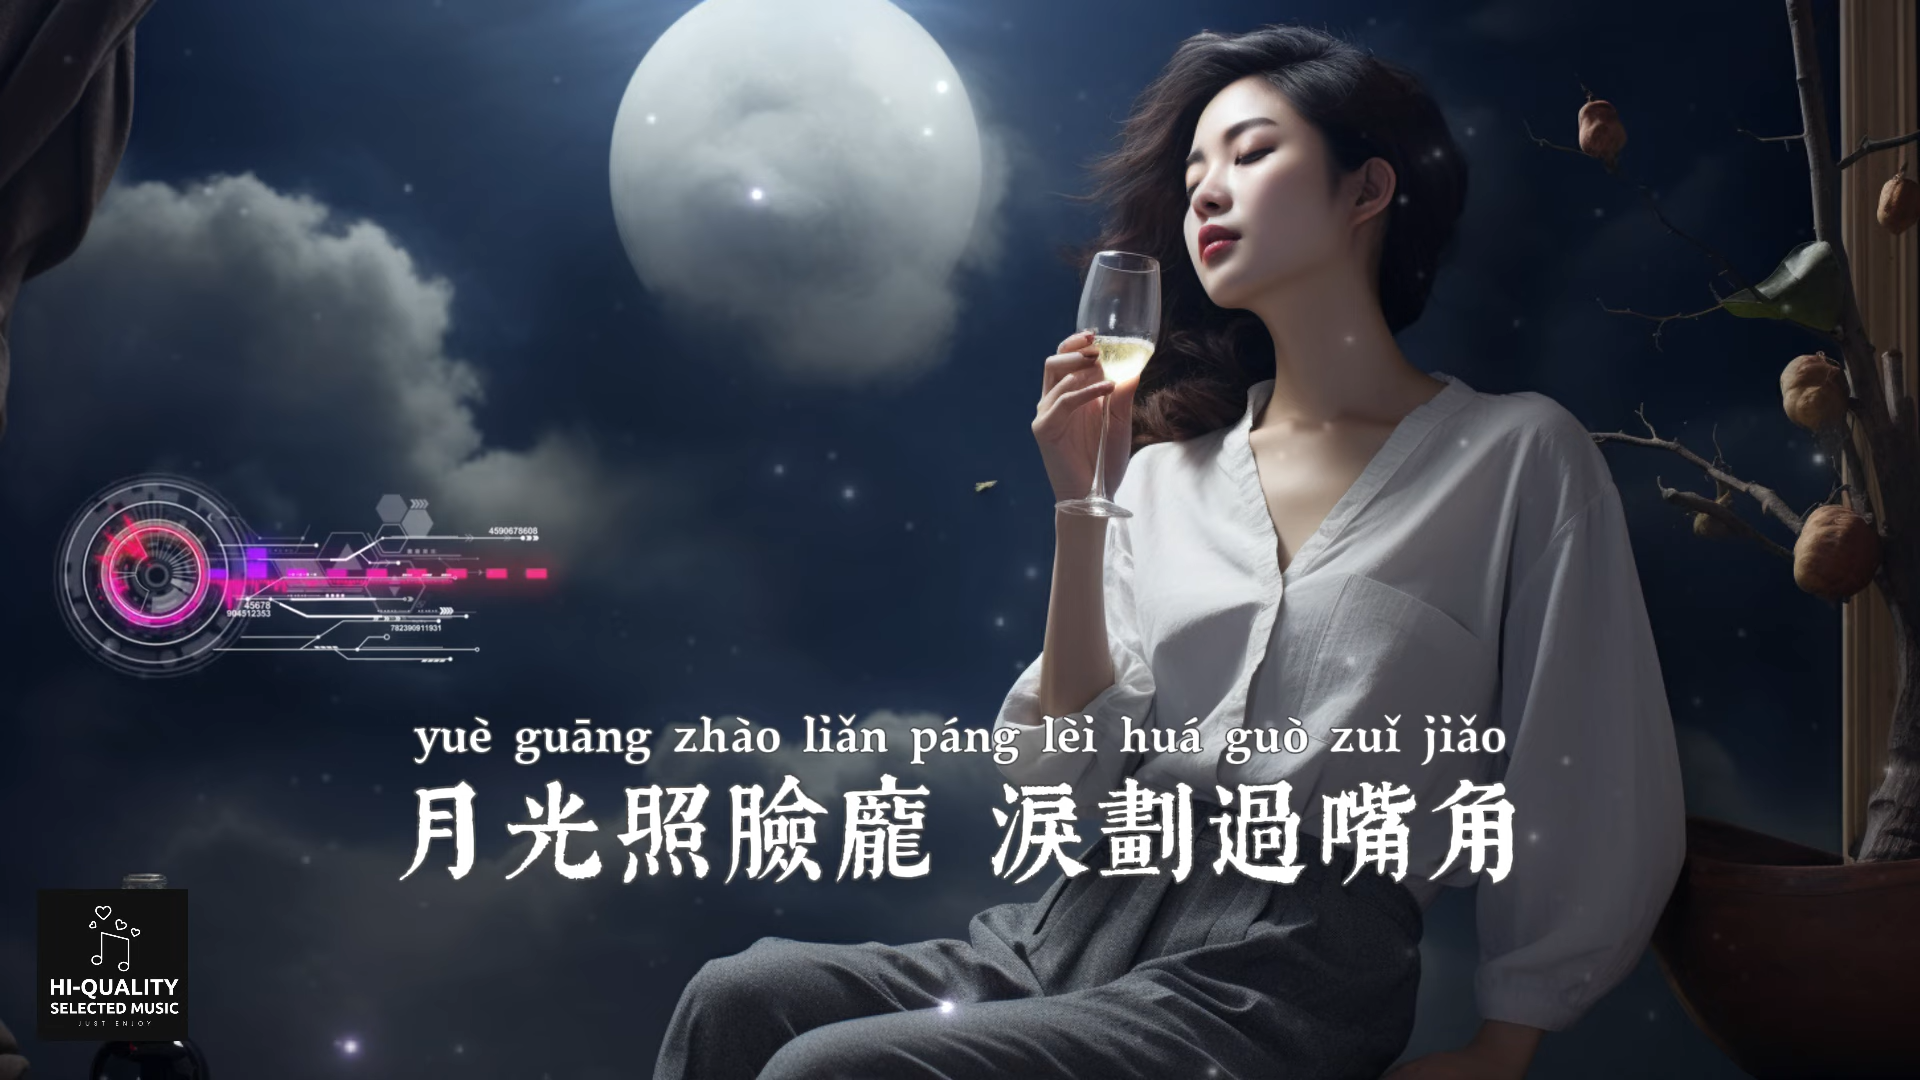 4590678608
45678
904512353
782390911931
yuè guāng zhào liǎn páng lèi huá guò zuǐ jiǎo
月光照臉龐 淚劃過嘴角
HI-QUALITY
SELECTED MUSIC
JUST ENJOY